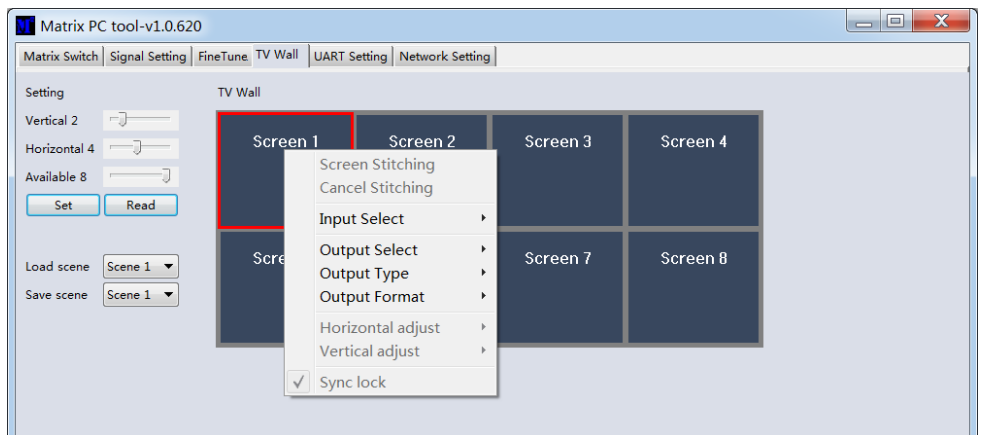 Matrix PC tool-v1.0.620
Matrix Switch Signal Setting FineTune TV Wall UART Setting Network Setting
Setting
TV Wall
Vertical 2
Horizontal 4
Available 8
Set Read
Load scene Scene 1
Save scene Scene 1
Screen 1 Screen 2 Screen 3 Screen 4
Scre Screen 7 Screen 8
Screen Stitching
Cancel Stitching
Input Select
Output Select
Output Type
Output Format
Horizontal adjust
Vertical adjust
Sync lock